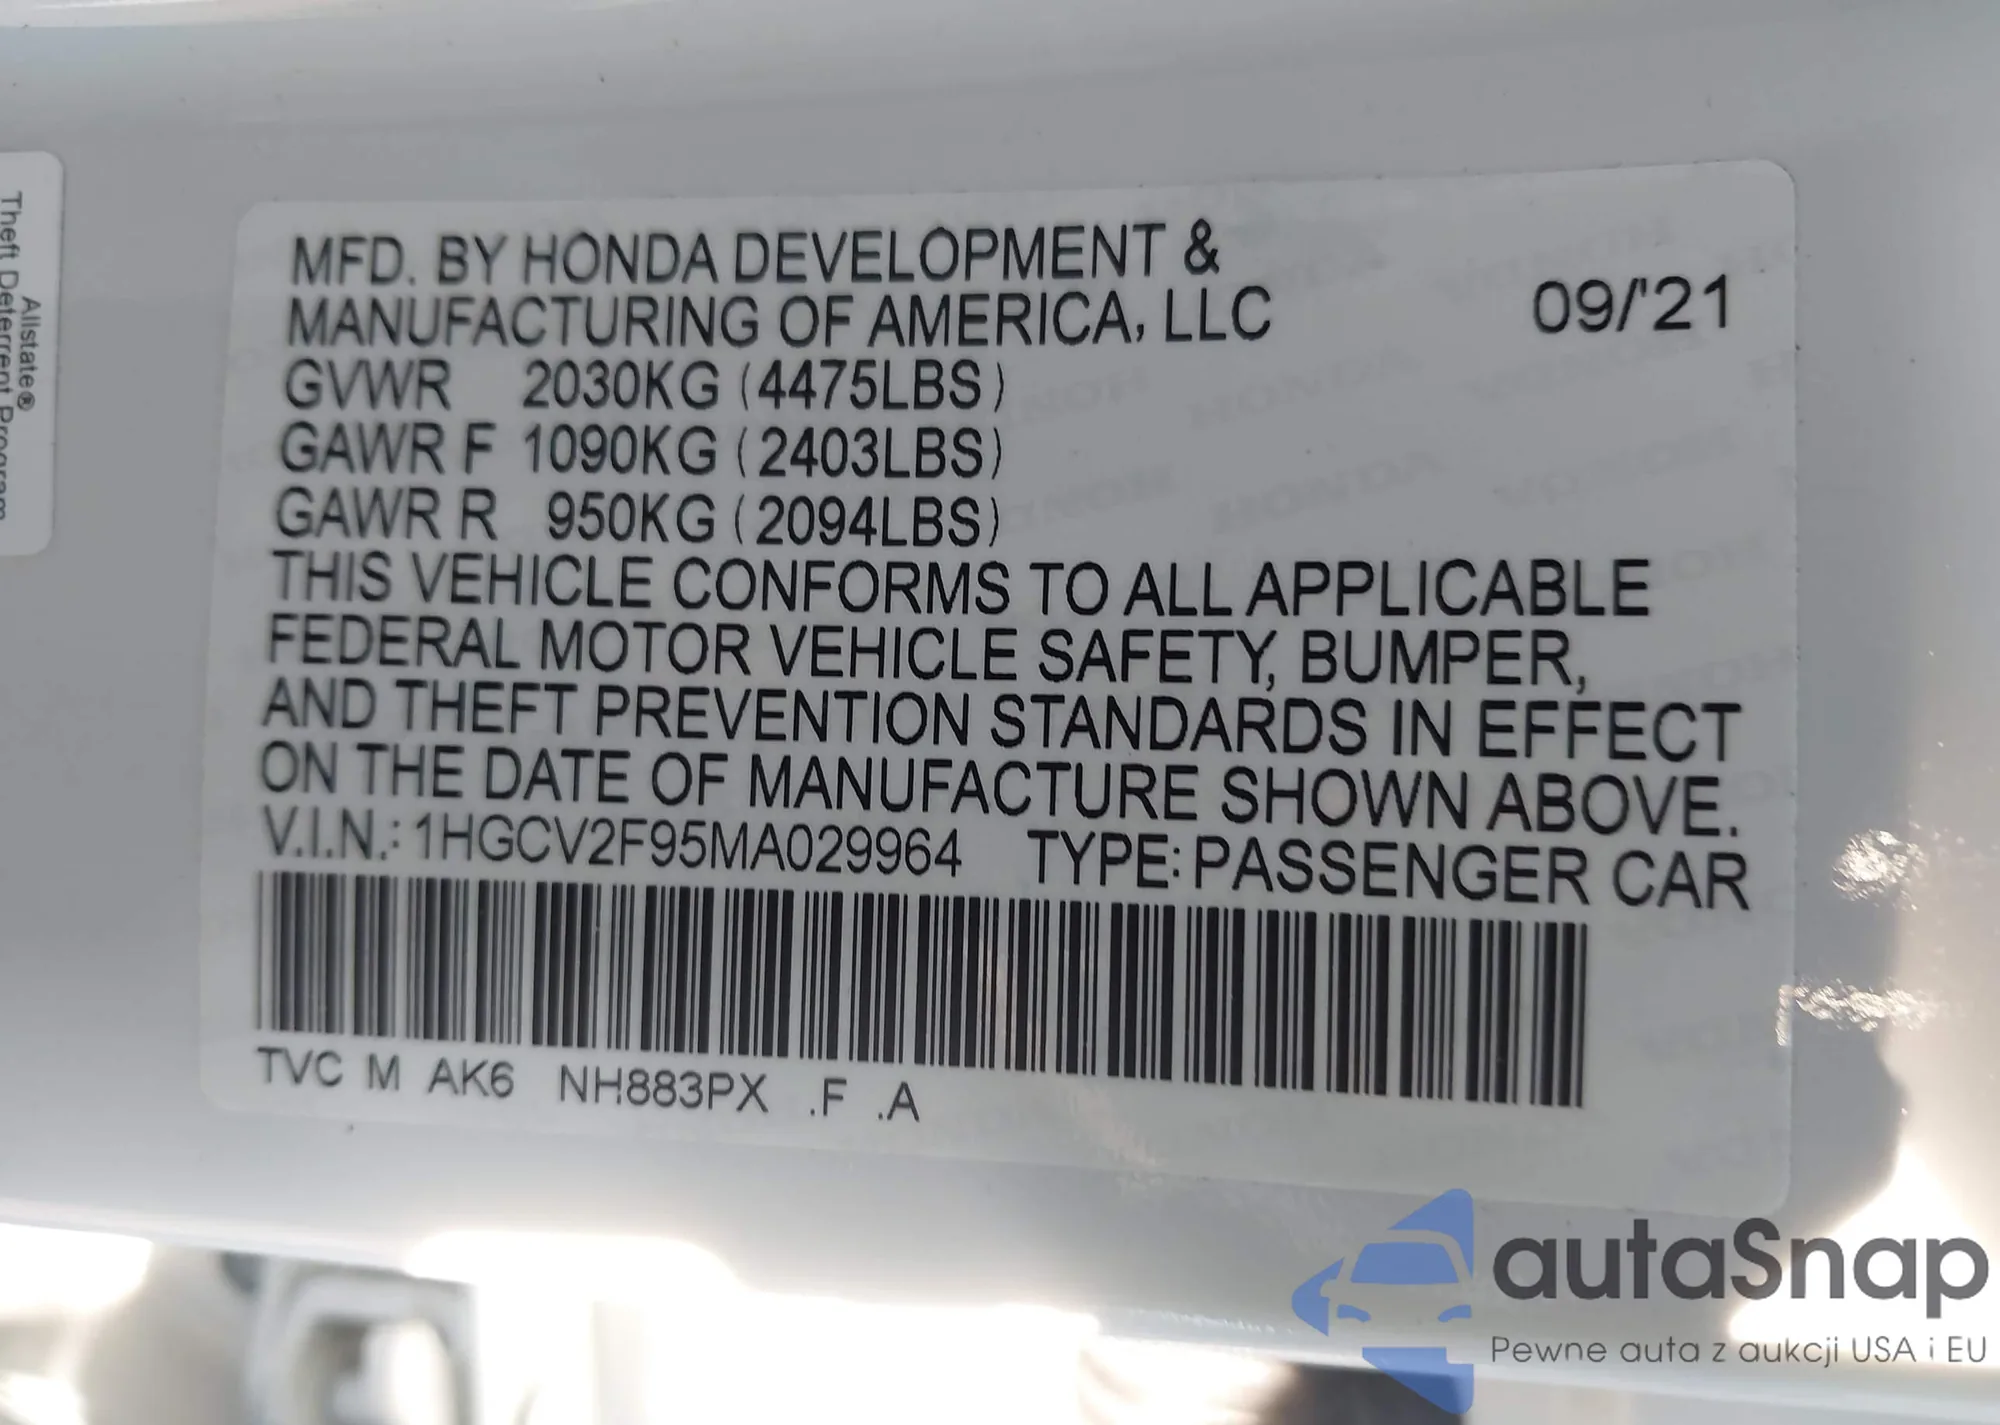 MFD. BY HONDA DEVELOPMENT &
MANUFACTURING OF AMERICA, LLC
09/'21
GVWR 2030KG (4475LBS)
GAWR F 1090KG (2403LBS)
GAWR R 950KG (2094LBS)
THIS VEHICLE CONFORMS TO ALL APPLICABLE
FEDERAL MOTOR VEHICLE SAFETY, BUMPER,
AND THEFT PREVENTION STANDARDS IN EFFECT
ON THE DATE OF MANUFACTURE SHOWN ABOVE.
V.I.N.: 1HGCV2F95MA029964 TYPE: PASSENGER CAR
TVC M AK6 NH883PX .F .A
Allstate®
Theft Deterrent Program
autaSnap
Pewne auta z aukcji USA i EU